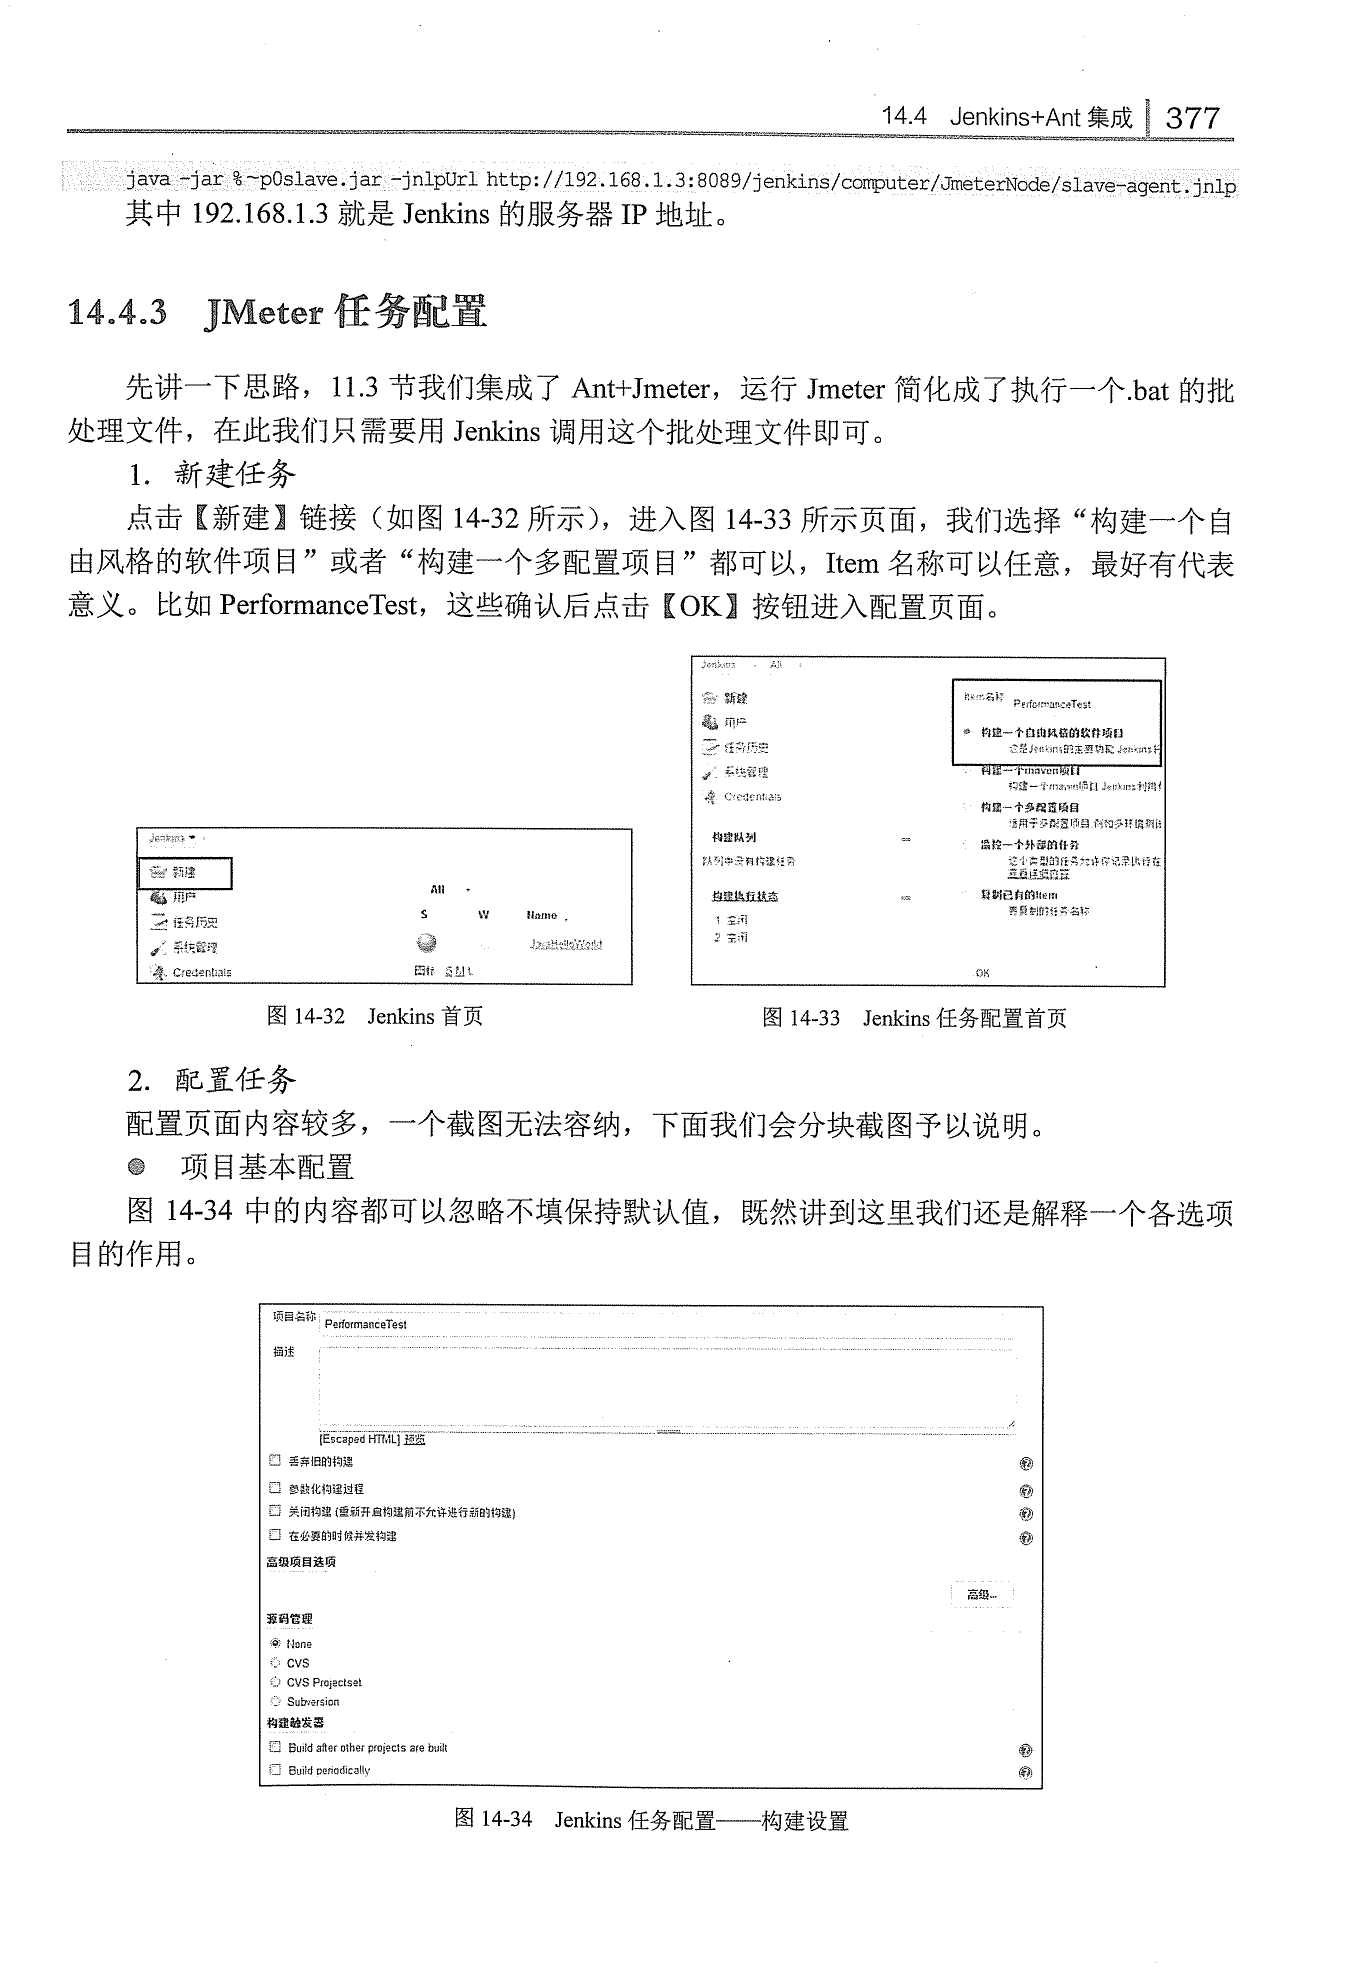 14.4 Jenkins+Ant 集成 377
java -jar %~p0slave.jar -jnlpUrl http://192.168.1.3:8089/jenkins/computer/JmeterNode/slave-agent.jnlp
其中 192.168.1.3 就是 Jenkins 的服务器 IP 地址。
14.4.3 JMeter 任务配置
先讲一下思路，11.3 节我们集成了 Ant+Jmeter，运行 Jmeter 简化成了执行一个.bat 的批
处理文件，在此我们只需要用 Jenkins 调用这个批处理文件即可。
1. 新建任务
点击【新建】链接（如图 14-32 所示），进入图 14-33 所示页面，我们选择“构建一个自
由风格的软件项目”或者“构建一个多配置项目”都可以，Item 名称可以任意，最好有代表
意义。比如 PerformanceTest，这些确认后点击【OK】按钮进入配置页面。
Jenkins
新建
用户
任务历史
系统管理
Credentials
All
S W Name
JavaHelloWorld
图标 S M L
图 14-32 Jenkins 首页
Jenkins All
新建
用户
任务历史
系统管理
Credentials
构建队列
队列中没有构建任务
构建执行状态
1 空闲
2 空闲
Item名称 PerformanceTest
构建一个自由风格的软件项目
这是Jenkins的主要功能 Jenkins
构建一个maven项目
构建一个maven项目 Jenkins利用
构建一个多配置项目
适用于多配置项目,例如多环境测试
监控一个外部的任务
这个类型的任务允许你记录执行在
查看详细内容
复制已有的Item
要复制的任务名称
OK
图 14-33 Jenkins 任务配置首页
2. 配置任务
配置页面内容较多，一个截图无法容纳，下面我们会分块截图予以说明。
● 项目基本配置
图 14-34 中的内容都可以忽略不填保持默认值，既然讲到这里我们还是解释一个各选项
目的作用。
项目名称 PerformanceTest
描述
[Escaped HTML] 预览
丢弃旧的构建
参数化构建过程
关闭构建 (重新开启构建前不允许进行新的构建)
在必要的时候并发构建
高级项目选项
高级...
源码管理
None
CVS
CVS Projectset
Subversion
构建触发器
Build after other projects are built
Build periodically
图 14-34 Jenkins 任务配置——构建设置